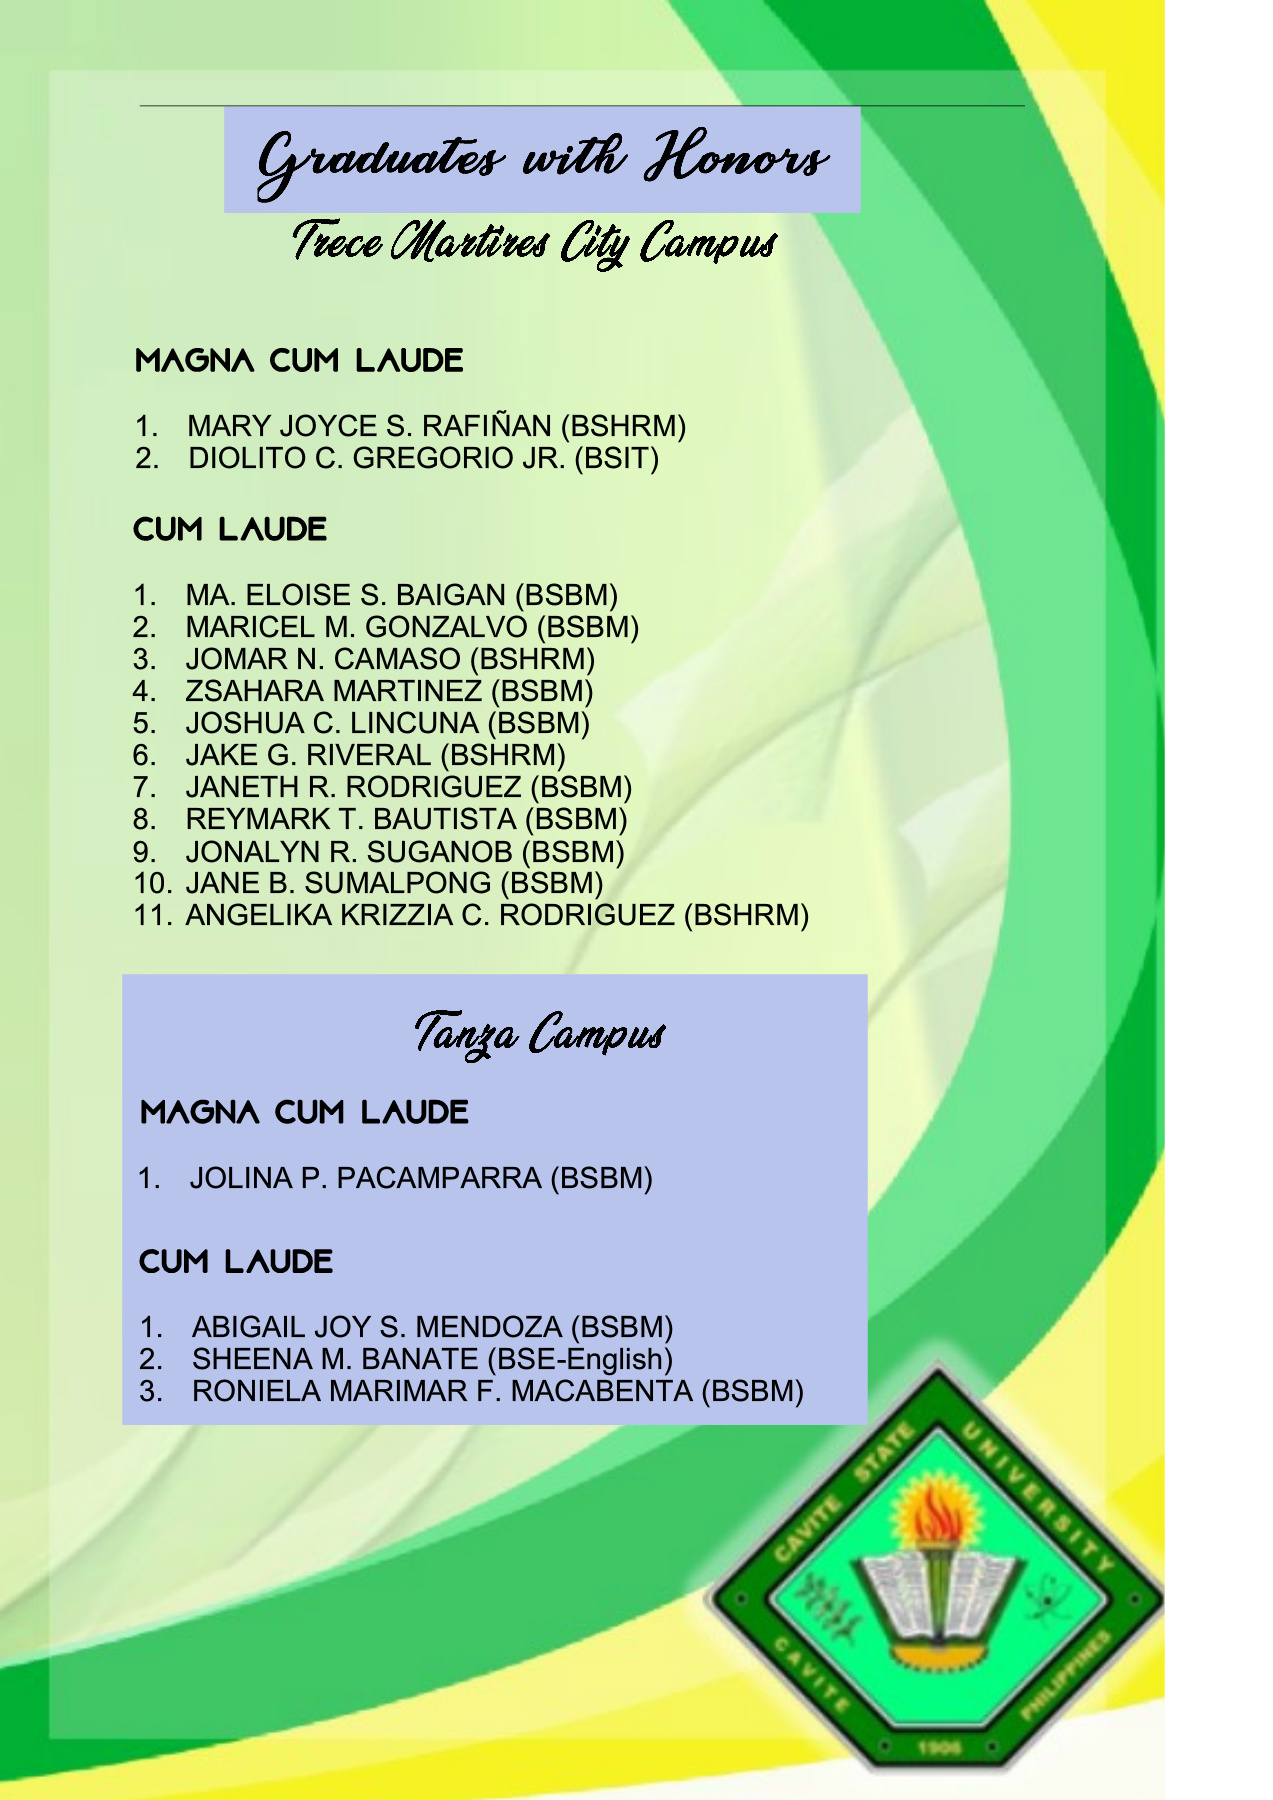 Graduates with Honors
Trece Martires City Campus
MAGNA CUM LAUDE
1. MARY JOYCE S. RAFIÑAN (BSHRM)
2. DIOLITO C. GREGORIO JR. (BSIT)
CUM LAUDE
1. MA. ELOISE S. BAIGAN (BSBM)
2. MARICEL M. GONZALVO (BSBM)
3. JOMAR N. CAMASO (BSHRM)
4. ZSAHARA MARTINEZ (BSBM)
5. JOSHUA C. LINCUNA (BSBM)
6. JAKE G. RIVERAL (BSHRM)
7. JANETH R. RODRIGUEZ (BSBM)
8. REYMARK T. BAUTISTA (BSBM)
9. JONALYN R. SUGANOB (BSBM)
10. JANE B. SUMALPONG (BSBM)
11. ANGELIKA KRIZZIA C. RODRIGUEZ (BSHRM)
Tanza Campus
MAGNA CUM LAUDE
1. JOLINA P. PACAMPARRA (BSBM)
CUM LAUDE
1. ABIGAIL JOY S. MENDOZA (BSBM)
2. SHEENA M. BANATE (BSE-English)
3. RONIELA MARIMAR F. MACABENTA (BSBM)
CAVITE STATE UNIVERSITY
CAVITE PHILIPPINES
1906